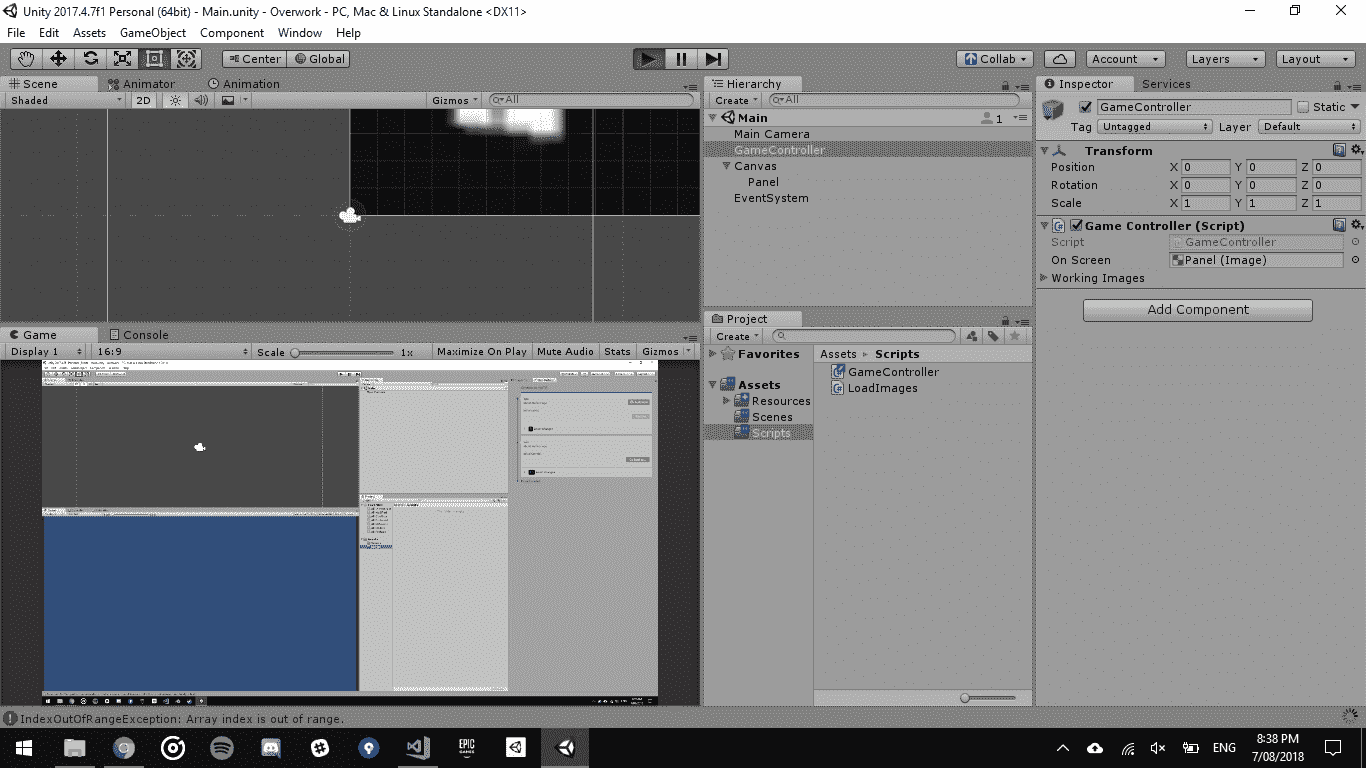 Unity 2017.4.7f1 Personal (64bit) - Main.unity - Overwork - PC, Mac & Linux Standalone <DX11>
File Edit Assets GameObject Component Window Help
Center Global
Collab Account Layers Layout
Scene Animator Animation
Shaded 2D Gizmos All
Hierarchy
Create All
Main 1
Main Camera
GameController
Canvas
Panel
EventSystem
Inspector Services
GameController Static
Tag Untagged Layer Default
Transform
Position X 0 Y 0 Z 0
Rotation X 0 Y 0 Z 0
Scale X 1 Y 1 Z 1
Game Controller (Script)
Script GameController
On Screen Panel (Image)
Working Images
Add Component
Game Console
Display 1 16:9 Scale 1x Maximize On Play Mute Audio Stats Gizmos
Project
Create
Favorites
Assets
Resources
Scenes
Scripts
Assets Scripts
GameController
LoadImages
IndexOutOfRangeException: Array index is out of range.
EPIC GAMES
ENG
8:38 PM
7/08/2018